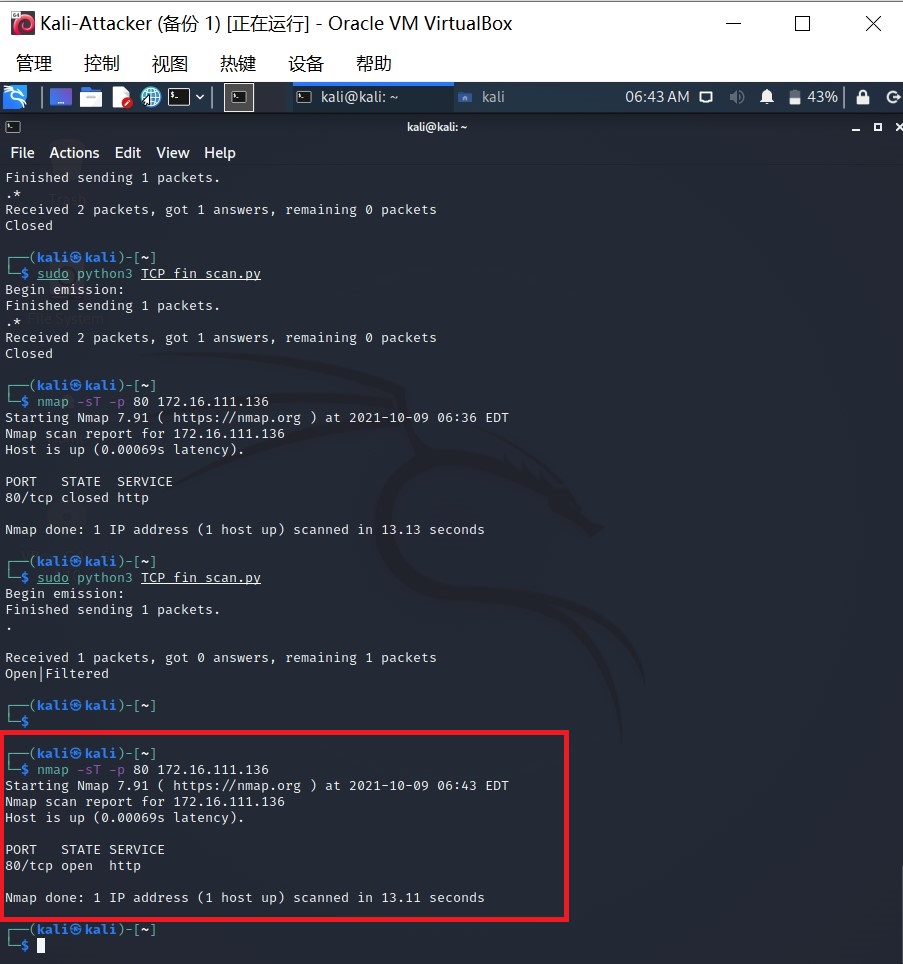 Kali-Attacker (备份 1) [正在运行] - Oracle VM VirtualBox
管理 控制 视图 热键 设备 帮助
kali@kali: ~ kali 06:43 AM 43%
kali@kali: ~
File Actions Edit View Help
Finished sending 1 packets.
.*
Received 2 packets, got 1 answers, remaining 0 packets
Closed
┌──(kali㉿kali)-[~]
└─$ sudo python3 TCP_fin_scan.py
Begin emission:
Finished sending 1 packets.
.*
Received 2 packets, got 1 answers, remaining 0 packets
Closed
┌──(kali㉿kali)-[~]
└─$ nmap -sT -p 80 172.16.111.136
Starting Nmap 7.91 ( https://nmap.org ) at 2021-10-09 06:36 EDT
Nmap scan report for 172.16.111.136
Host is up (0.00069s latency).
PORT   STATE  SERVICE
80/tcp closed http
Nmap done: 1 IP address (1 host up) scanned in 13.13 seconds
┌──(kali㉿kali)-[~]
└─$ sudo python3 TCP_fin_scan.py
Begin emission:
Finished sending 1 packets.
.
Received 1 packets, got 0 answers, remaining 1 packets
Open|Filtered
┌──(kali㉿kali)-[~]
└─$
┌──(kali㉿kali)-[~]
└─$ nmap -sT -p 80 172.16.111.136
Starting Nmap 7.91 ( https://nmap.org ) at 2021-10-09 06:43 EDT
Nmap scan report for 172.16.111.136
Host is up (0.00069s latency).
PORT   STATE SERVICE
80/tcp open  http
Nmap done: 1 IP address (1 host up) scanned in 13.11 seconds
┌──(kali㉿kali)-[~]
└─$